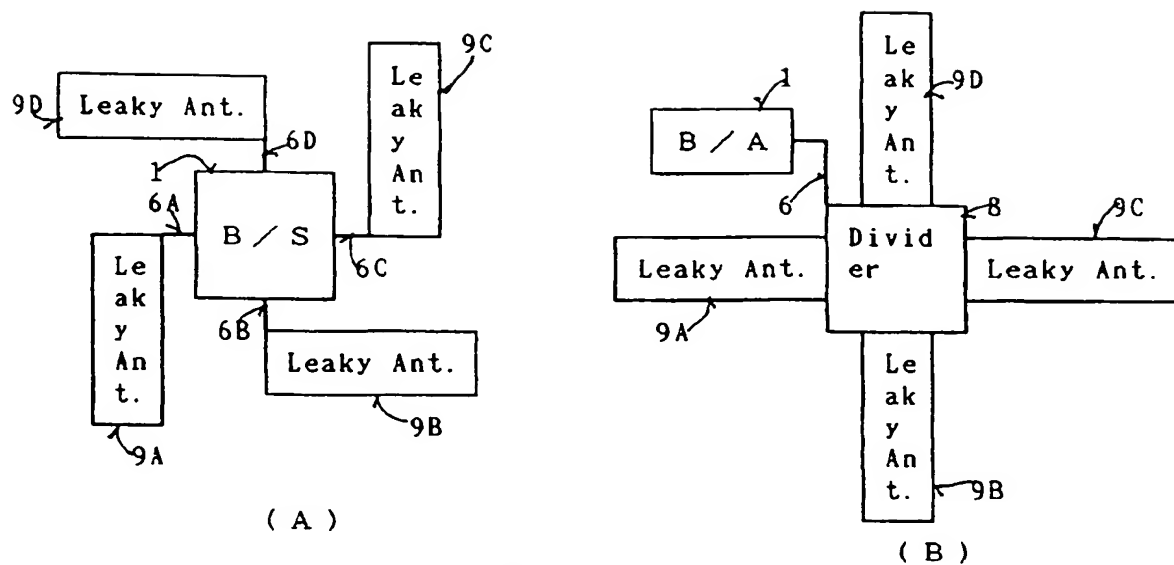 9C
9D
Leaky Ant.
Le
ak
y
An
t.
6D
1
6A
B / S
6C
Le
ak
y
An
t.
6B
Leaky Ant.
9B
9A
( A )
Le
ak
y
An
t.
9D
1
B / A
6
8
9C
Divid
er
Leaky Ant.
Leaky Ant.
9A
Le
ak
y
An
t.
9B
( B )